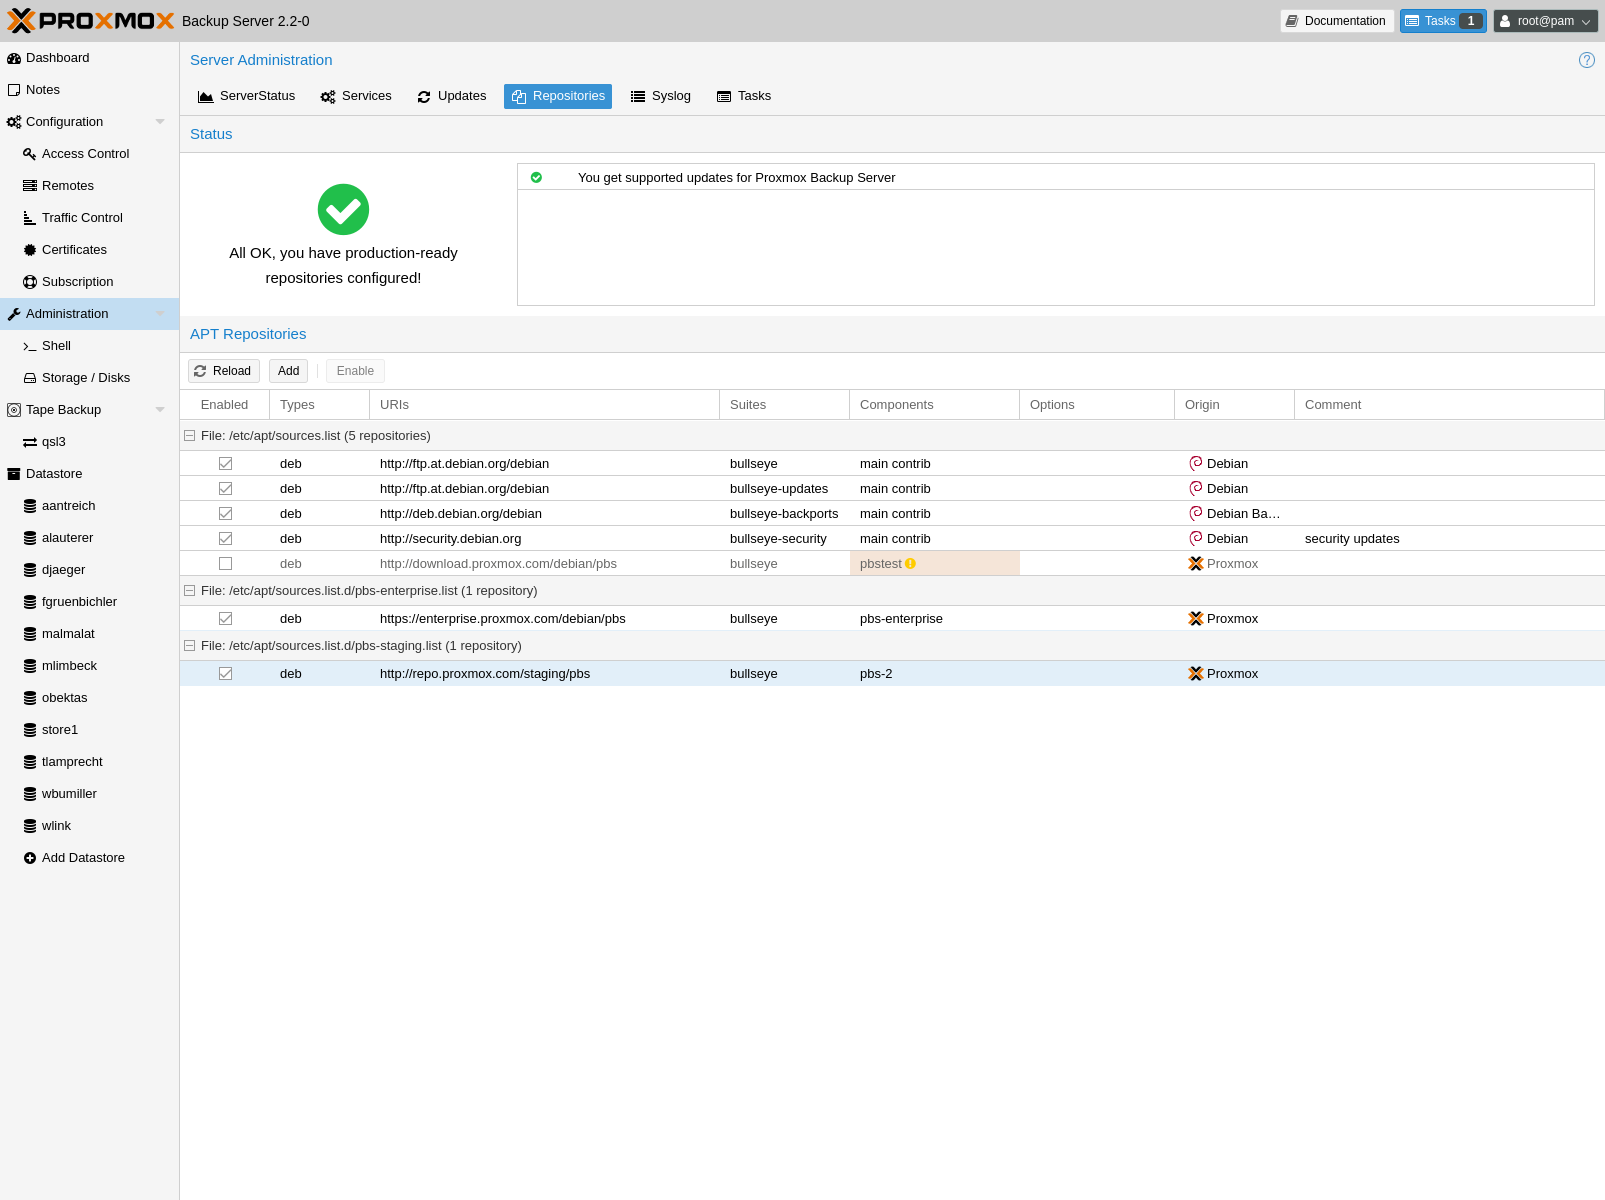 PROXMOX Backup Server 2.2-0 Documentation Tasks 1 root@pam
Dashboard
Notes
Configuration
Access Control
Remotes
Traffic Control
Certificates
Subscription
Administration
Shell
Storage / Disks
Tape Backup
qsl3
Datastore
aantreich
alauterer
djaeger
fgruenbichler
malmalat
mlimbeck
obektas
store1
tlamprecht
wbumiller
wlink
Add Datastore
Server Administration
ServerStatus Services Updates Repositories Syslog Tasks
Status
All OK, you have production-ready
repositories configured!
You get supported updates for Proxmox Backup Server
APT Repositories
Reload Add Enable
Enabled Types URIs Suites Components Options Origin Comment
File: /etc/apt/sources.list (5 repositories)
deb http://ftp.at.debian.org/debian bullseye main contrib Debian
deb http://ftp.at.debian.org/debian bullseye-updates main contrib Debian
deb http://deb.debian.org/debian bullseye-backports main contrib Debian Ba…
deb http://security.debian.org bullseye-security main contrib Debian security updates
deb http://download.proxmox.com/debian/pbs bullseye pbstest Proxmox
File: /etc/apt/sources.list.d/pbs-enterprise.list (1 repository)
deb https://enterprise.proxmox.com/debian/pbs bullseye pbs-enterprise Proxmox
File: /etc/apt/sources.list.d/pbs-staging.list (1 repository)
deb http://repo.proxmox.com/staging/pbs bullseye pbs-2 Proxmox